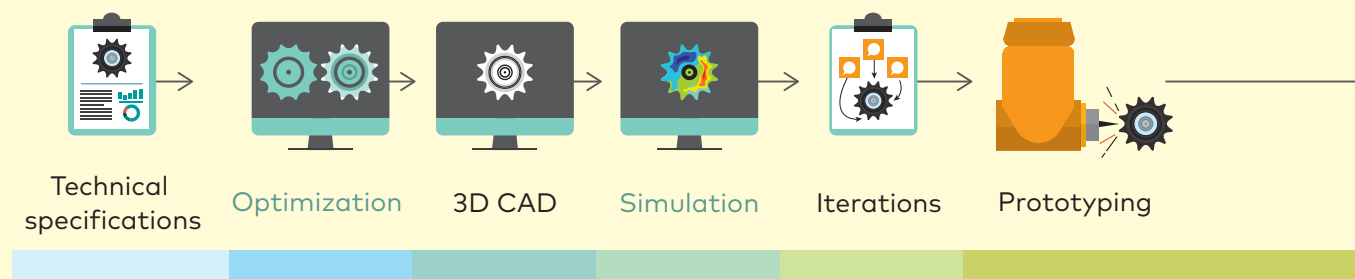 Technical
specifications
Optimization
3D CAD
Simulation
Iterations
Prototyping